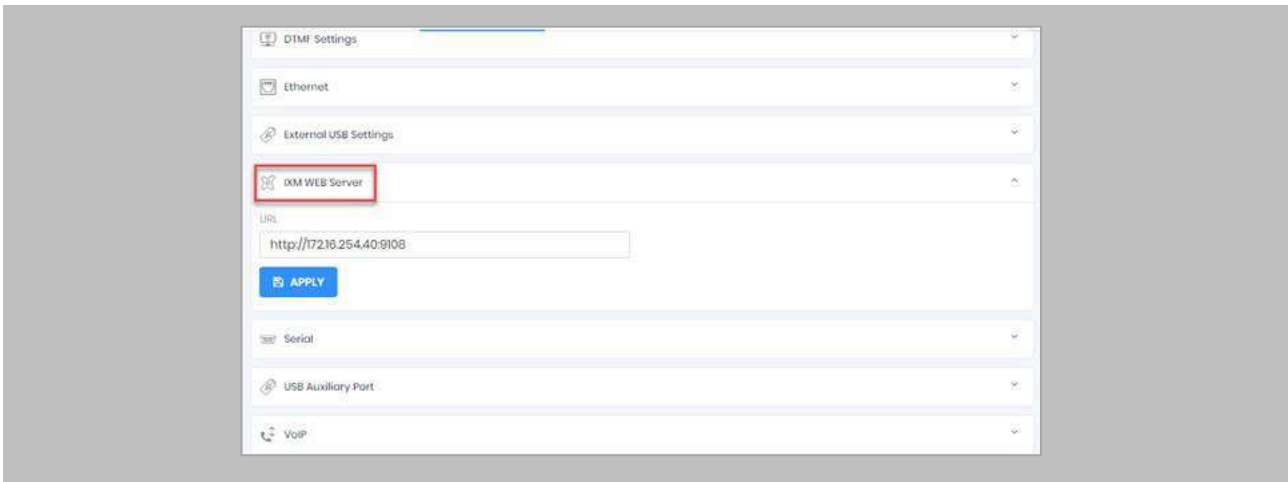 DTMF Settings
Ethernet
External USB Settings
IXM WEB Server
URL
http://172.16.254.40:9108
APPLY
Serial
USB Auxiliary Port
VoIP